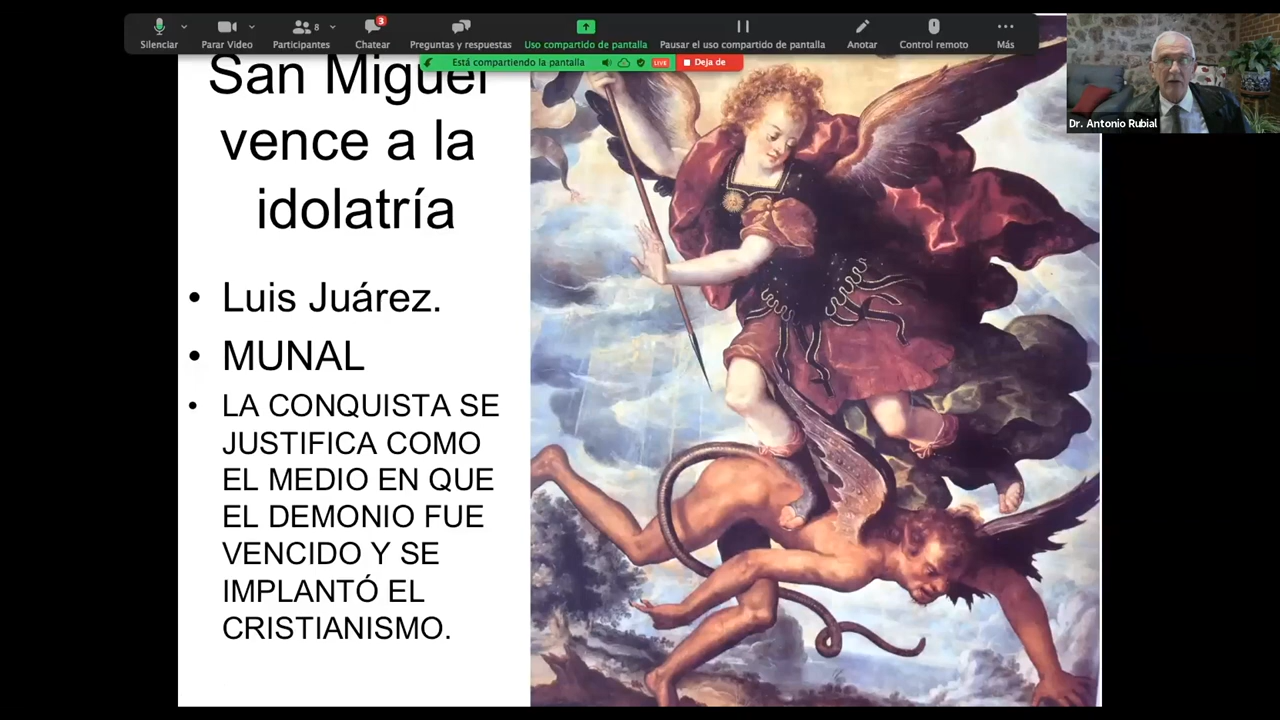 Silenciar
Parar Video
8
Participantes
3
Chatear
Preguntas y respuestas
Uso compartido de pantalla
Pausar el uso compartido de pantalla
Anotar
Control remoto
Más
Está compartiendo la pantalla
LIVE
Deja de
Dr. Antonio Rubial
San Miguel
vence a la
idolatría
• Luis Juárez.
• MUNAL
• LA CONQUISTA SE
JUSTIFICA COMO
EL MEDIO EN QUE
EL DEMONIO FUE
VENCIDO Y SE
IMPLANTÓ EL
CRISTIANISMO.